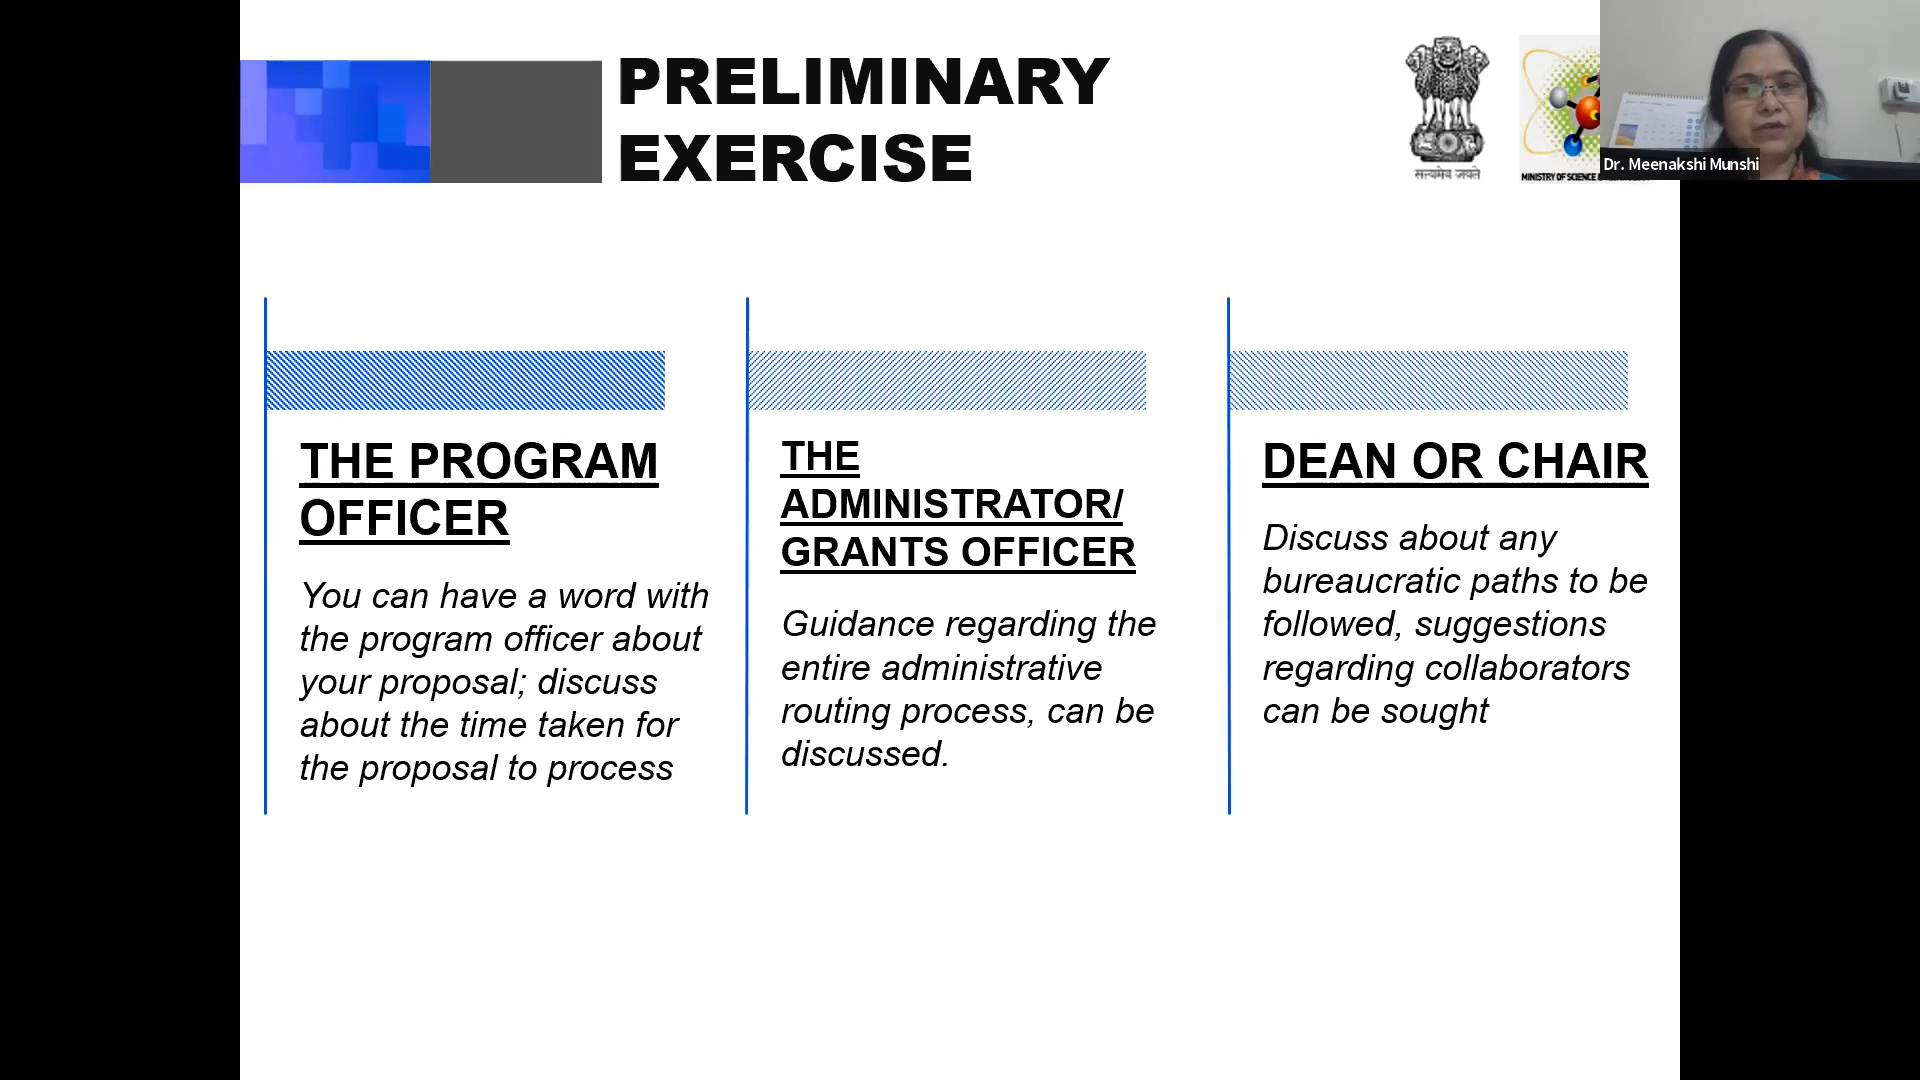 PRELIMINARY
EXERCISE
सत्यमेव जयते
MINISTRY OF SCIENCE
Dr. Meenakshi Munshi
THE PROGRAM
OFFICER
You can have a word with
the program officer about
your proposal; discuss
about the time taken for
the proposal to process
THE
ADMINISTRATOR/
GRANTS OFFICER
Guidance regarding the
entire administrative
routing process, can be
discussed.
DEAN OR CHAIR
Discuss about any
bureaucratic paths to be
followed, suggestions
regarding collaborators
can be sought